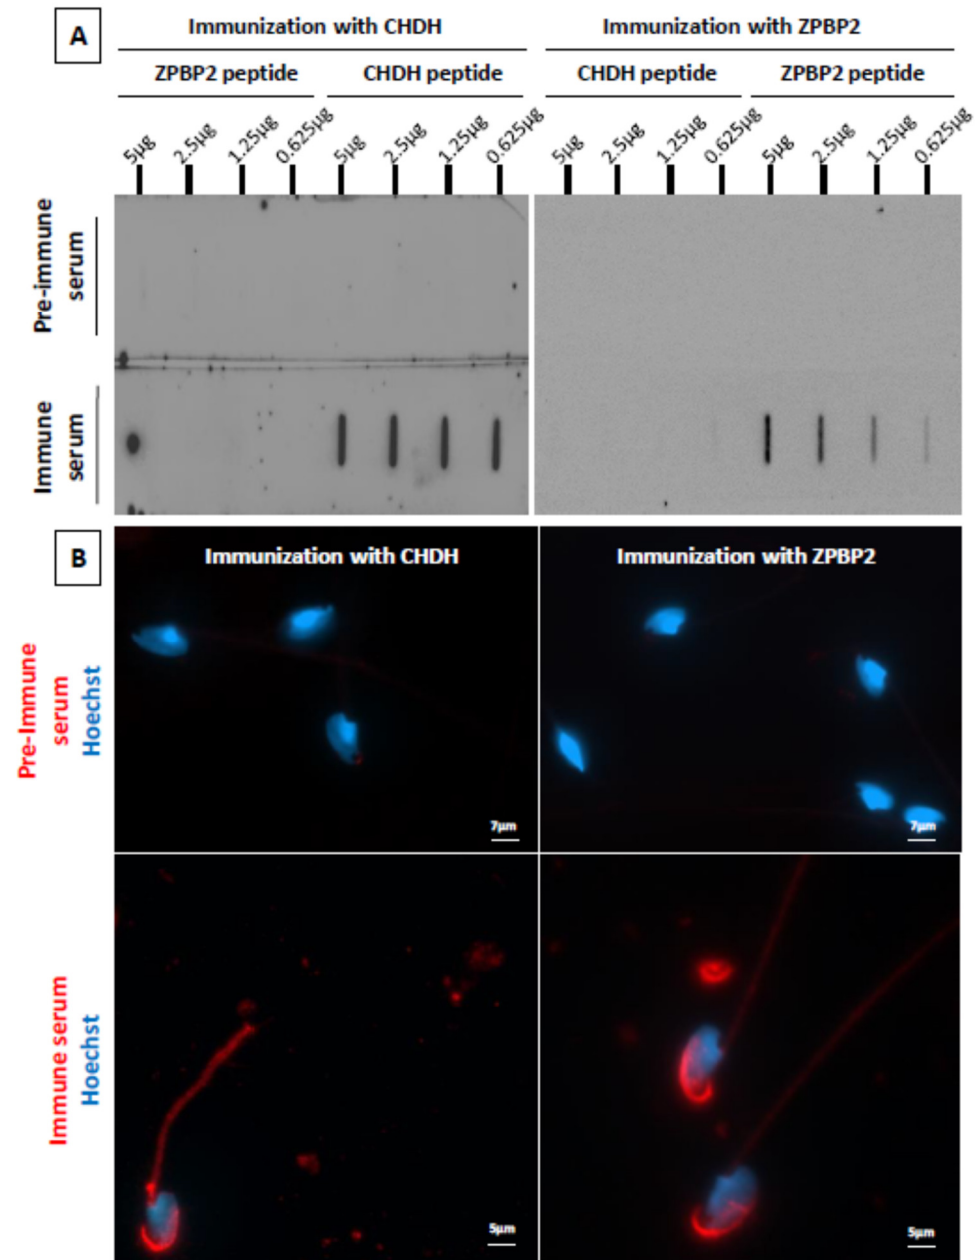 A
Immunization with CHDH
Immunization with ZPBP2
ZPBP2 peptide
CHDH peptide
CHDH peptide
ZPBP2 peptide
5µg
2.5µg
1.25µg
0.625µg
5µg
2.5µg
1.25µg
0.625µg
5µg
2.5µg
1.25µg
0.625µg
5µg
2.5µg
1.25µg
0.625µg
Pre-immune
serum
Immune
serum
B
Immunization with CHDH
Immunization with ZPBP2
Pre-Immune
serum
Hoechst
7µm
7µm
Immune serum
Hoechst
5µm
5µm